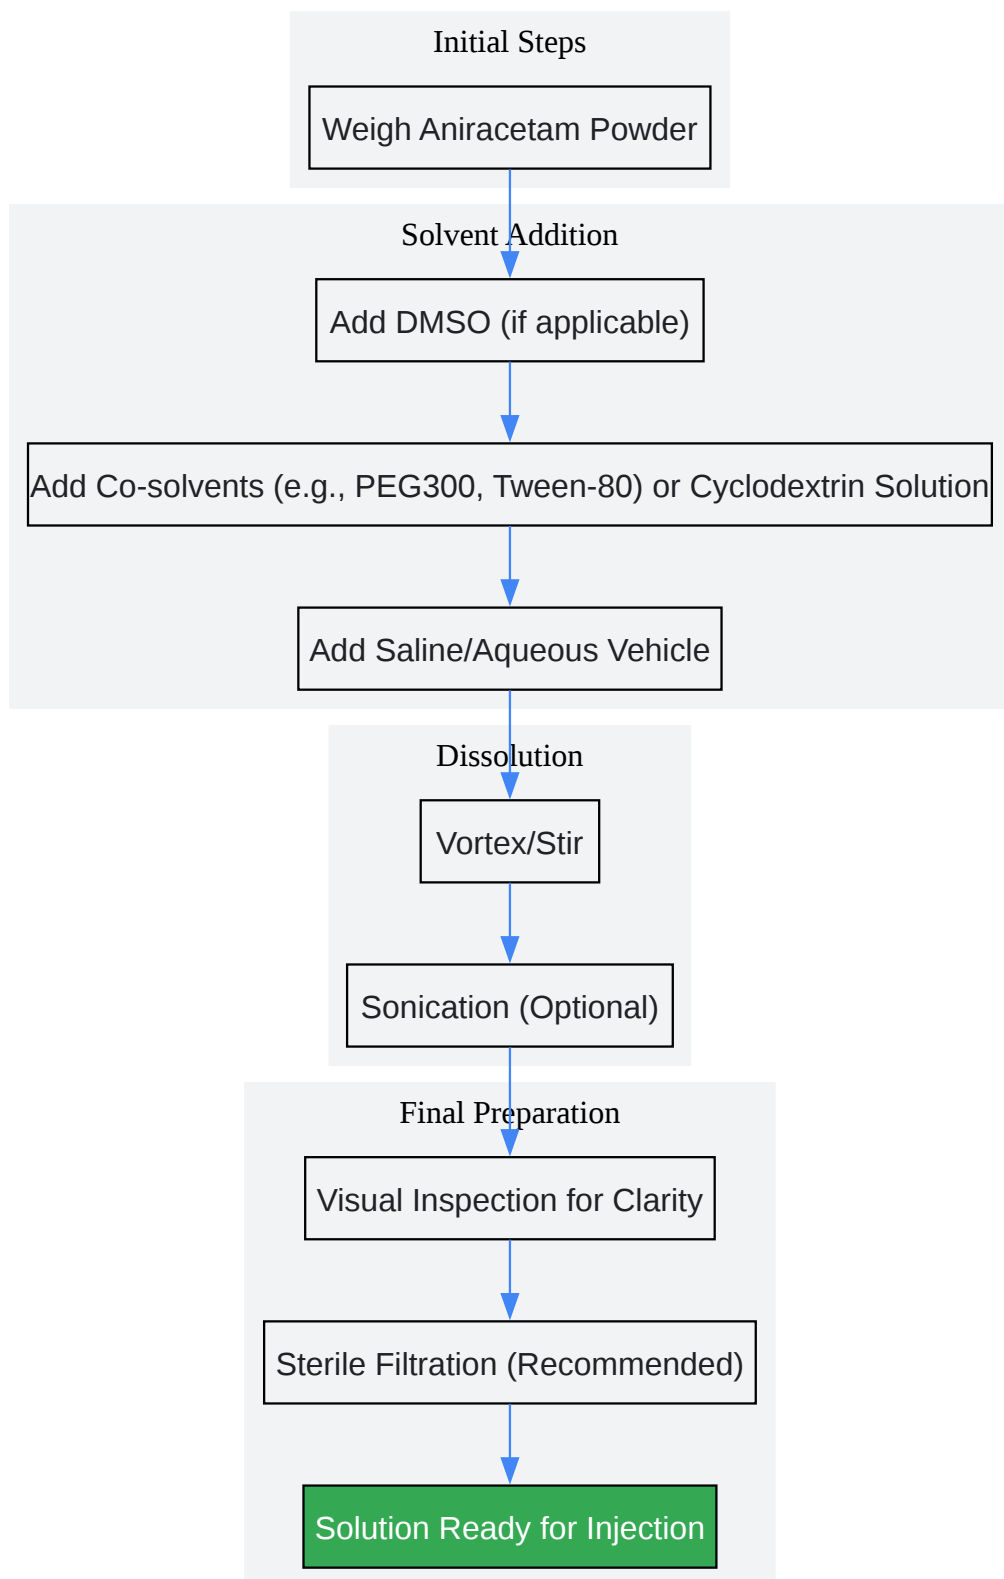 Initial Steps
Weigh Aniracetam Powder
Solvent Addition
Add DMSO (if applicable)
Add Co-solvents (e.g., PEG300, Tween-80) or Cyclodextrin Solution
Add Saline/Aqueous Vehicle
Dissolution
Vortex/Stir
Sonication (Optional)
Final Preparation
Visual Inspection for Clarity
Sterile Filtration (Recommended)
Solution Ready for Injection